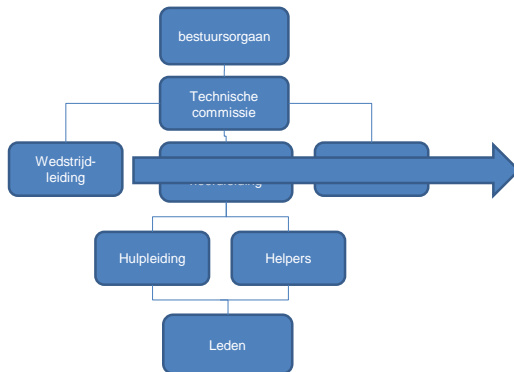 bestuursorgaan
Technische
commissie
Wedstrijd-
leiding
Hulpleiding
Helpers
Leden